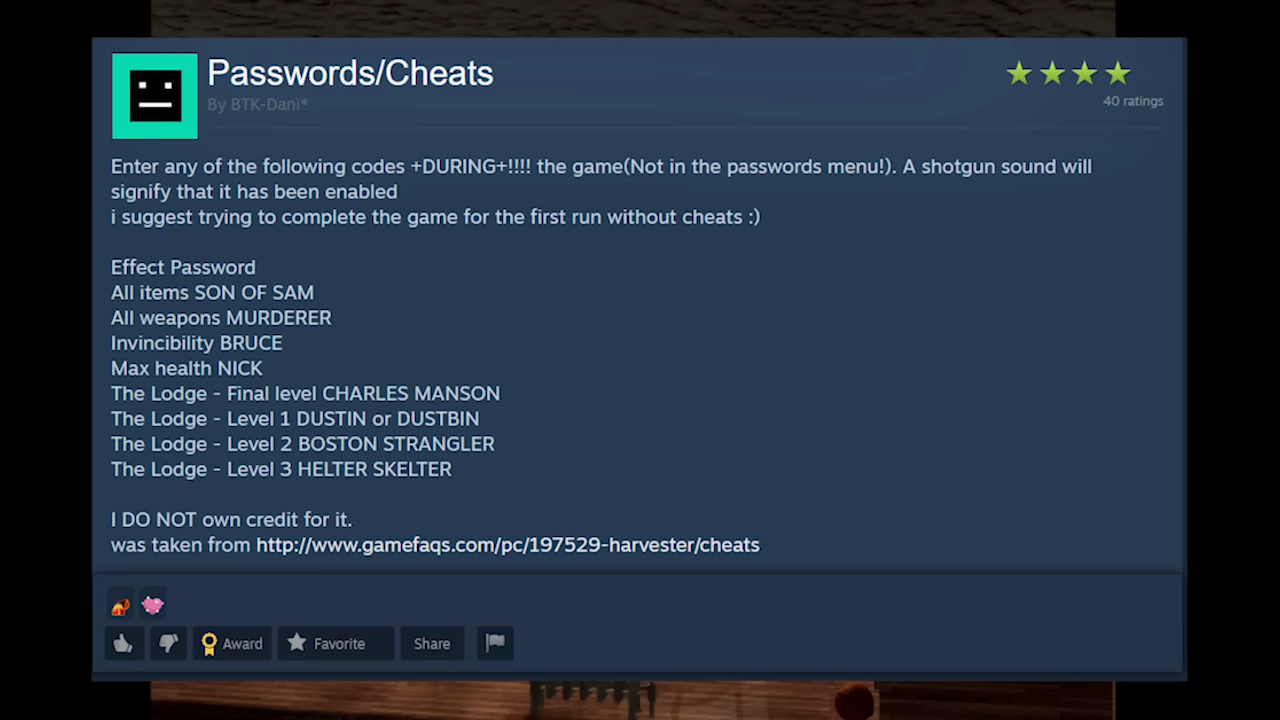 Passwords/Cheats
By BTK-Dani*
40 ratings
Enter any of the following codes +DURING+!!!! the game(Not in the passwords menu!). A shotgun sound will
signify that it has been enabled
i suggest trying to complete the game for the first run without cheats :)
Effect Password
All items SON OF SAM
All weapons MURDERER
Invincibility BRUCE
Max health NICK
The Lodge - Final level CHARLES MANSON
The Lodge - Level 1 DUSTIN or DUSTBIN
The Lodge - Level 2 BOSTON STRANGLER
The Lodge - Level 3 HELTER SKELTER
I DO NOT own credit for it.
was taken from http://www.gamefaqs.com/pc/197529-harvester/cheats
Award Favorite Share